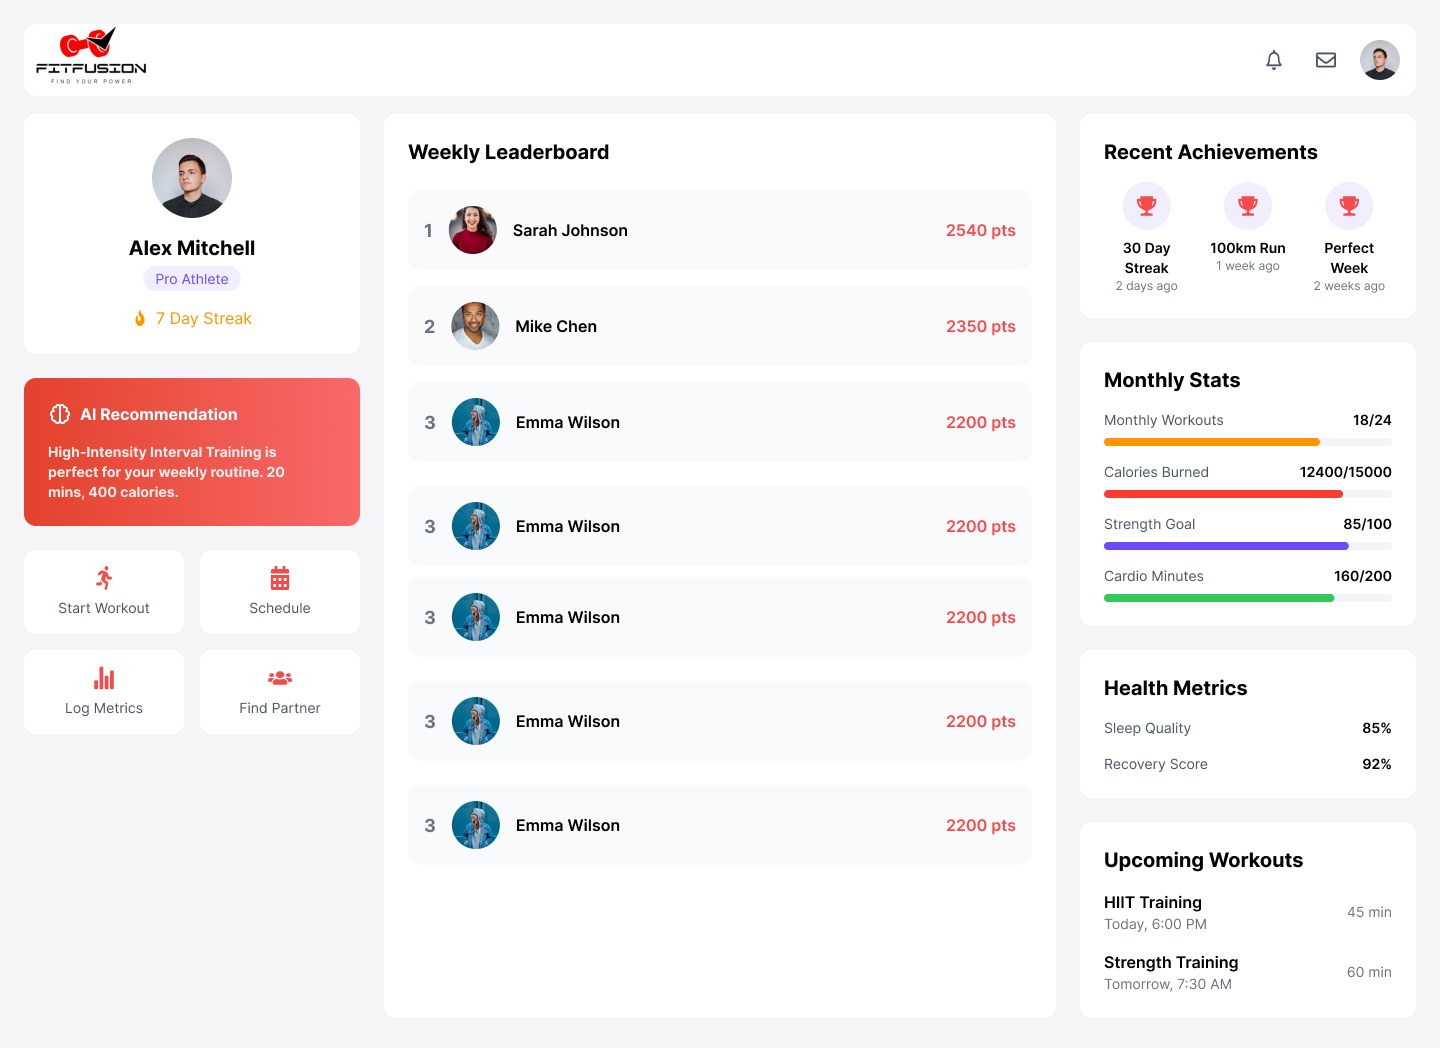 FITFUSION
FIND YOUR POWER
Alex Mitchell
Pro Athlete
7 Day Streak
AI Recommendation
High-Intensity Interval Training is
perfect for your weekly routine. 20
mins, 400 calories.
Start Workout
Schedule
Log Metrics
Find Partner
Weekly Leaderboard
1 Sarah Johnson 2540 pts
2 Mike Chen 2350 pts
3 Emma Wilson 2200 pts
3 Emma Wilson 2200 pts
3 Emma Wilson 2200 pts
3 Emma Wilson 2200 pts
3 Emma Wilson 2200 pts
Recent Achievements
30 Day
Streak
2 days ago
100km Run
1 week ago
Perfect
Week
2 weeks ago
Monthly Stats
Monthly Workouts 18/24
Calories Burned 12400/15000
Strength Goal 85/100
Cardio Minutes 160/200
Health Metrics
Sleep Quality 85%
Recovery Score 92%
Upcoming Workouts
HIIT Training
Today, 6:00 PM
45 min
Strength Training
Tomorrow, 7:30 AM
60 min